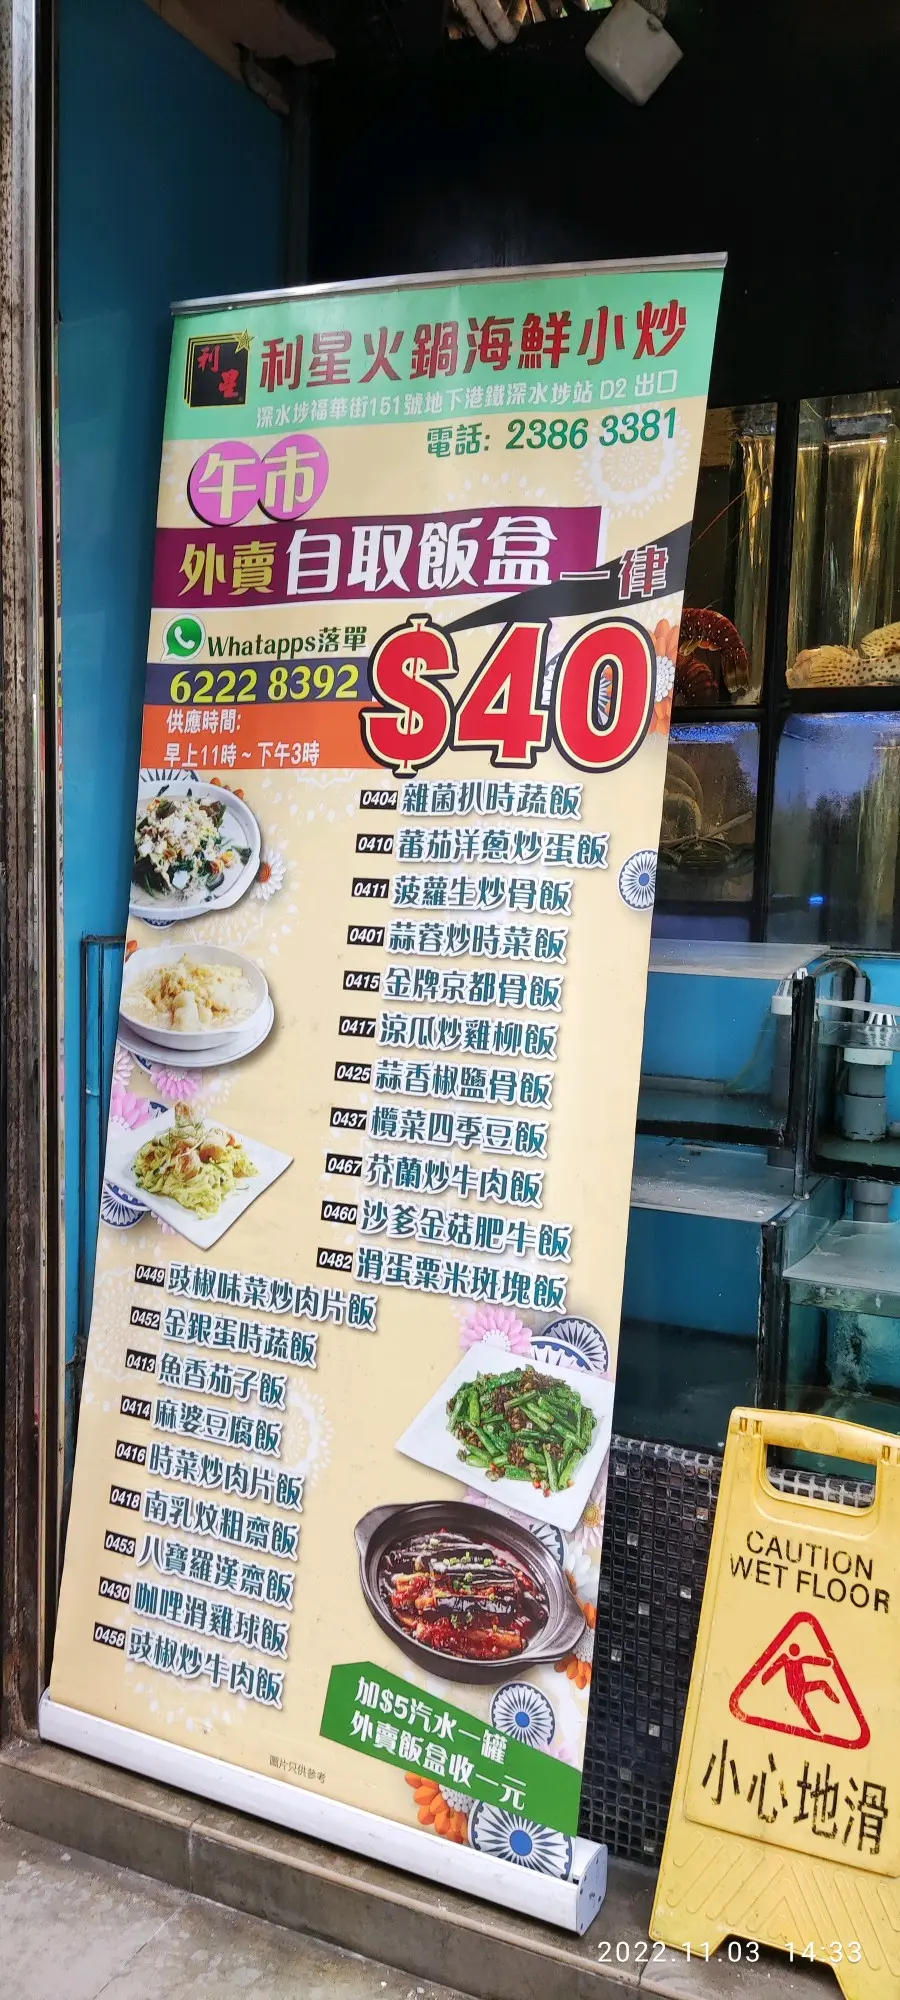 利星
利星火鍋海鮮小炒
深水埗福華街151號地下港鐵深水埗站 D2 出口
電話: 2386 3381
午市
外賣自取飯盒一律
Whatapps落單
6222 8392
$40
供應時間:
早上11時~下午3時
0404 雜菌扒時蔬飯
0410 蕃茄洋蔥炒蛋飯
0411 菠蘿生炒骨飯
0401 蒜蓉炒時菜飯
0415 金牌京都骨飯
0417 涼瓜炒雞柳飯
0425 蒜香椒鹽骨飯
0437 欖菜四季豆飯
0467 芥蘭炒牛肉飯
0460 沙爹金菇肥牛飯
0482 滑蛋粟米斑塊飯
0449 豉椒味菜炒肉片飯
0452 金銀蛋時蔬飯
0413 魚香茄子飯
0414 麻婆豆腐飯
0416 時菜炒肉片飯
0418 南乳炆粗齋飯
0453 八寶羅漢齋飯
0430 咖哩滑雞球飯
0458 豉椒炒牛肉飯
加$5汽水一罐
外賣飯盒收一元
圖片只供參考
CAUTION
WET FLOOR
小心地滑
2022.11.03 14:33